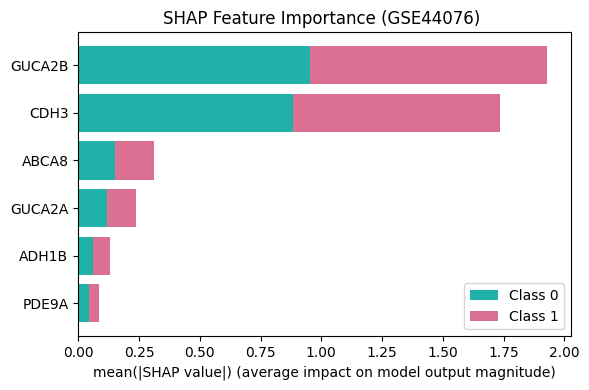 SHAP Feature Importance (GSE44076)
GUCA2B
CDH3
ABCA8
GUCA2A
ADH1B
PDE9A
Class 0
Class 1
0.00 0.25 0.50 0.75 1.00 1.25 1.50 1.75 2.00
mean(|SHAP value|) (average impact on model output magnitude)